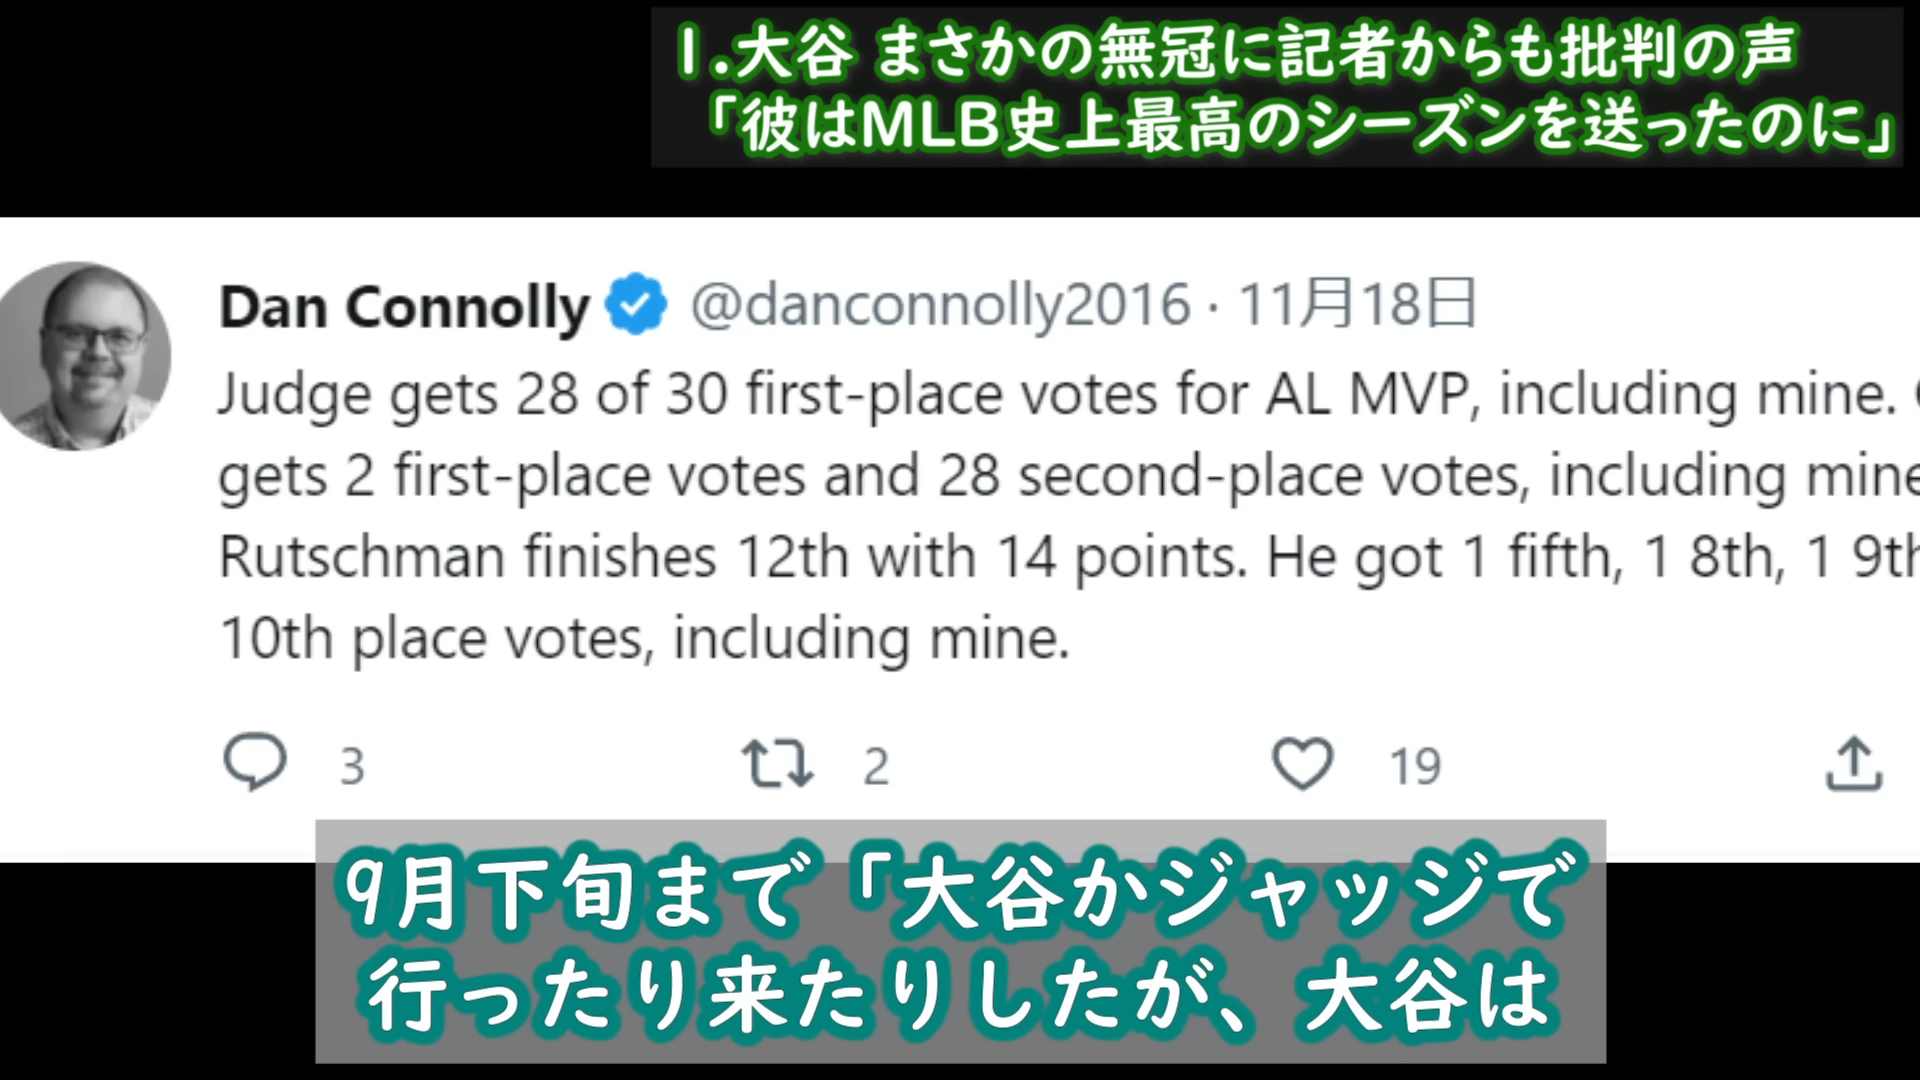 1.大谷 まさかの無冠に記者からも批判の声
「彼はMLB史上最高のシーズンを送ったのに」
Dan Connolly @danconnolly2016 · 11月18日
Judge gets 28 of 30 first-place votes for AL MVP, including mine.
gets 2 first-place votes and 28 second-place votes, including mine
Rutschman finishes 12th with 14 points. He got 1 fifth, 1 8th, 1 9th
10th place votes, including mine.
3 2 19
9月下旬まで「大谷かジャッジで
行ったり来たりしたが、大谷は